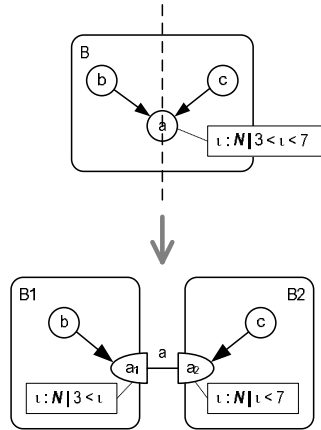 B
b
c
a
ι : N | 3 < ι < 7
B1
B2
b
c
a
a₁
a₂
ι : N | 3 < ι
ι : N | ι < 7